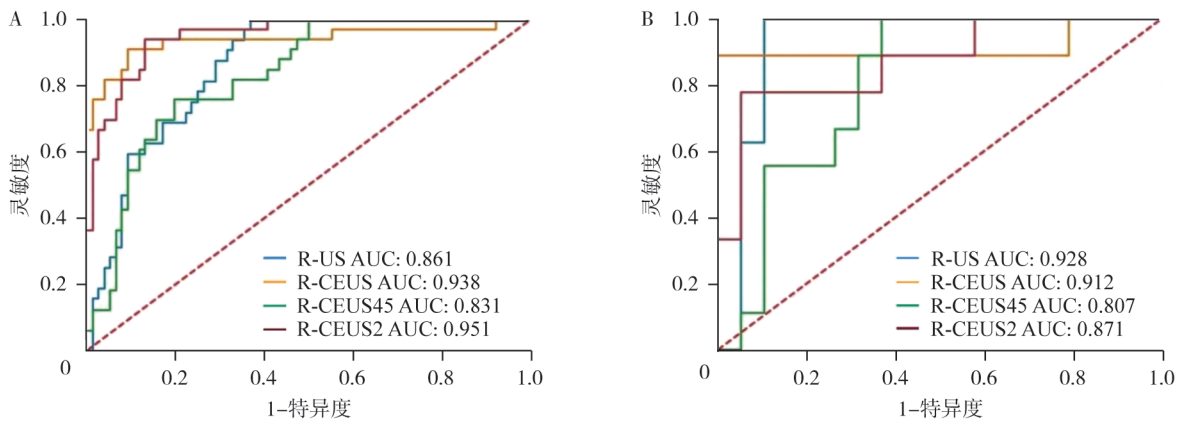 A
1.0
0.8
0.6
0.4
0.2
0
灵敏度
R-US AUC: 0.861
R-CEUS AUC: 0.938
R-CEUS45 AUC: 0.831
R-CEUS2 AUC: 0.951
0.2
0.4
0.6
0.8
1.0
1-特异度
B
1.0
0.8
0.6
0.4
0.2
0
灵敏度
R-US AUC: 0.928
R-CEUS AUC: 0.912
R-CEUS45 AUC: 0.807
R-CEUS2 AUC: 0.871
0.2
0.4
0.6
0.8
1.0
1-特异度